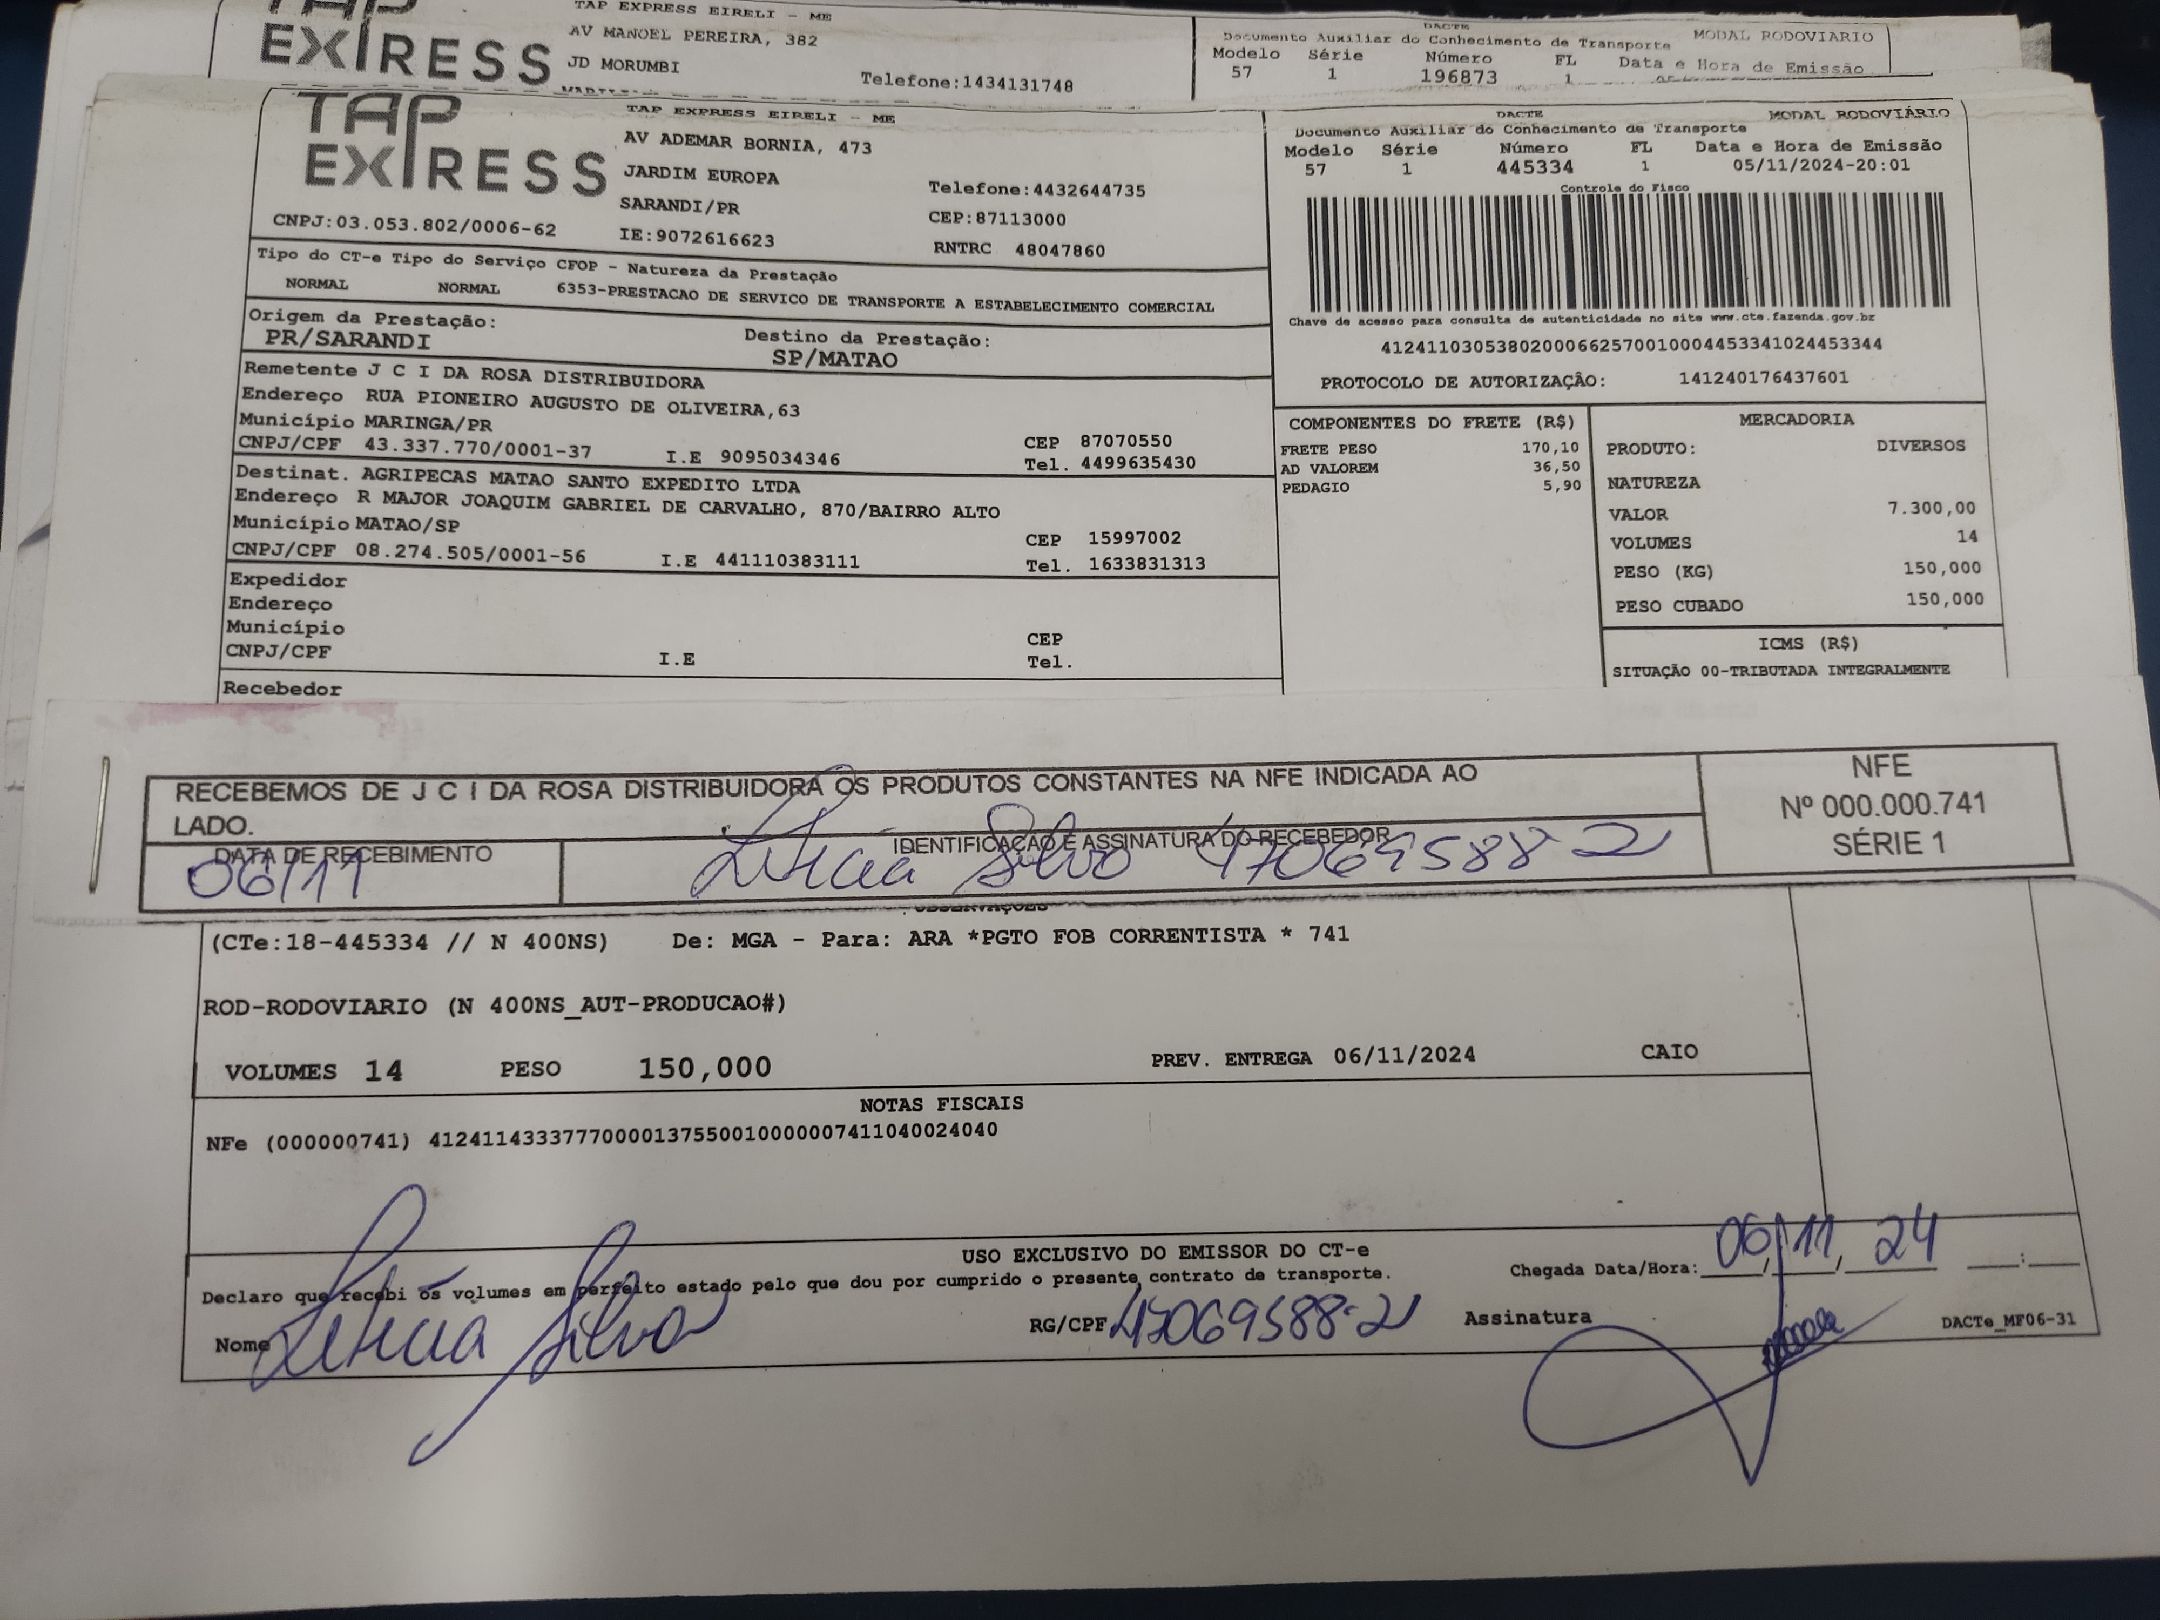 TAP EXPRESS EIRELI - ME
AV MANOEL PEREIRA, 382
JD MORUMBI
Telefone:1434131748
EXPRESS
DACTE
MODAL RODOVIARIO
Documento Auxiliar do Conhecimento de Transporte
Modelo Série Número FL Data e Hora de Emissão
57 1 196873 1
TAP EXPRESS
TAP EXPRESS EIRELI - ME
AV ADEMAR BORNIA, 473
JARDIM EUROPA
Telefone:4432644735
SARANDI/PR
CEP:87113000
CNPJ:03.053.802/0006-62
IE:9072616623
RNTRC 48047860
DACTE
MODAL RODOVIÁRIO
Documento Auxiliar do Conhecimento de Transporte
Modelo Série Número FL Data e Hora de Emissão
57 1 445334 1 05/11/2024-20:01
Controle do Fisco
Chave de acesso para consulta de autenticidade no site www.cte.fazenda.gov.bz
41241103053802000662570010004453341024453344
PROTOCOLO DE AUTORIZAÇÃO: 141240176437601
Tipo do CT-e Tipo do Serviço CFOP - Natureza da Prestação
NORMAL NORMAL 6353-PRESTACAO DE SERVICO DE TRANSPORTE A ESTABELECIMENTO COMERCIAL
Origem da Prestação: Destino da Prestação:
PR/SARANDI SP/MATAO
Remetente J C I DA ROSA DISTRIBUIDORA
Endereço RUA PIONEIRO AUGUSTO DE OLIVEIRA,63
Município MARINGA/PR CEP 87070550
CNPJ/CPF 43.337.770/0001-37 I.E 9095034346 Tel. 4499635430
Destinat. AGRIPECAS MATAO SANTO EXPEDITO LTDA
Endereço R MAJOR JOAQUIM GABRIEL DE CARVALHO, 870/BAIRRO ALTO
Município MATAO/SP CEP 15997002
CNPJ/CPF 08.274.505/0001-56 I.E 441110383111 Tel. 1633831313
Expedidor
Endereço
Município CEP
CNPJ/CPF I.E Tel.
Recebedor
COMPONENTES DO FRETE (R$)
FRETE PESO 170,10
AD VALOREM 36,50
PEDAGIO 5,90
MERCADORIA
PRODUTO: DIVERSOS
NATUREZA
VALOR 7.300,00
VOLUMES 14
PESO (KG) 150,000
PESO CUBADO 150,000
ICMS (R$)
SITUAÇÃO 00-TRIBUTADA INTEGRALMENTE
RECEBEMOS DE J C I DA ROSA DISTRIBUIDORA OS PRODUTOS CONSTANTES NA NFE INDICADA AO
LADO.
NFE
Nº 000.000.741
SÉRIE 1
DATA DE RECEBIMENTO IDENTIFICAÇÃO E ASSINATURA DO RECEBEDOR
06/11 Leticia Silva 47069588-2
OBSERVAÇÕES
(CTe:18-445334 // N 400NS) De: MGA - Para: ARA *PGTO FOB CORRENTISTA * 741
ROD-RODOVIARIO (N 400NS_AUT-PRODUCAO#)
VOLUMES 14 PESO 150,000 PREV. ENTREGA 06/11/2024 CAIO
NOTAS FISCAIS
NFe (000000741) 41241143337770000137550010000007411040024040
USO EXCLUSIVO DO EMISSOR DO CT-e
Declaro que recebi os volumes em perfeito estado pelo que dou por cumprido o presente contrato de transporte.
Chegada Data/Hora: 06/11/24 :
Nome Leticia Silva RG/CPF 47069588-2 Assinatura
DACTe_MF06-31